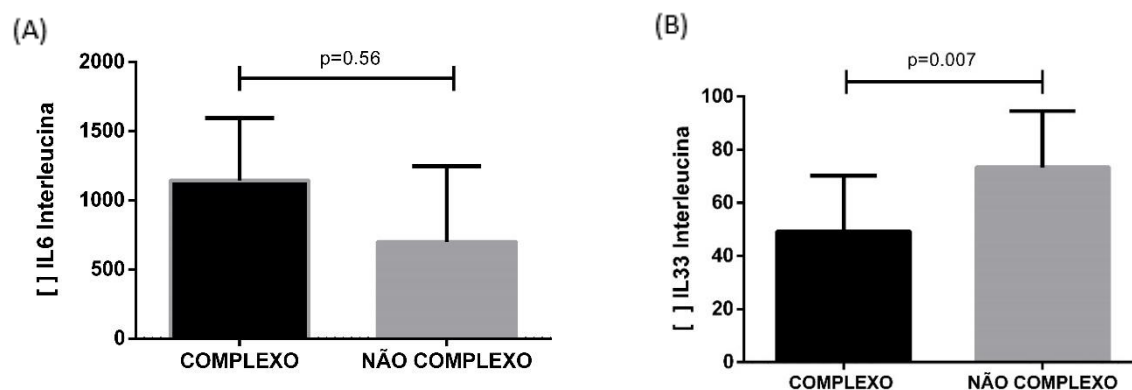 (A)
p=0.56
2000
1500
1000
500
0
[ ] IL6 Interleucina
COMPLEXO NÃO COMPLEXO
(B)
p=0.007
100
80
60
40
20
0
[ ] IL33 Interleucina
COMPLEXO NÃO COMPLEXO